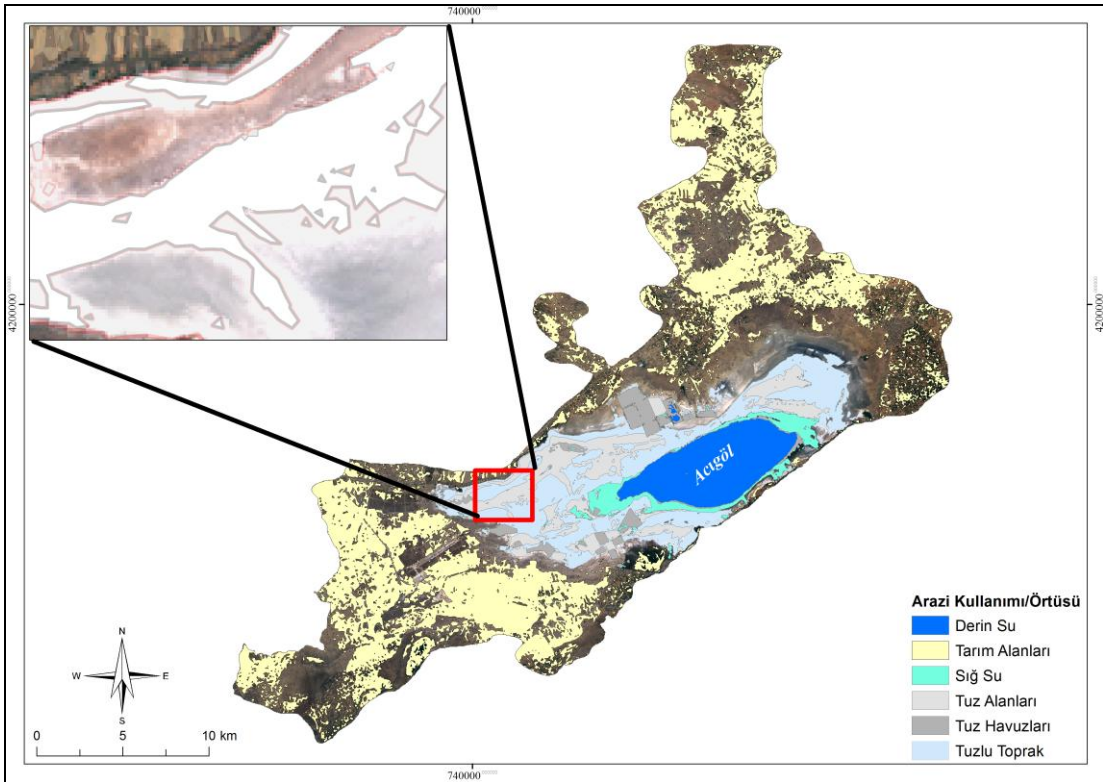 740000
4200000
4200000
Acıgöl
Arazi Kullanımı/Örtüsü
Derin Su
Tarım Alanları
Sığ Su
Tuz Alanları
Tuz Havuzları
Tuzlu Toprak
N
W
E
S
0 5 10 km
740000